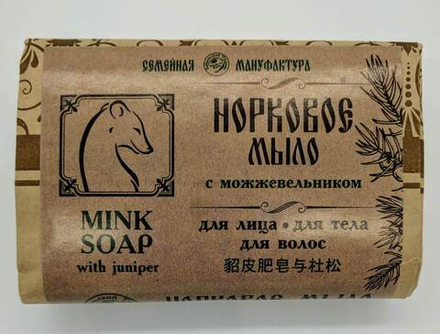 СЕМЕЙНАЯ МАНУФАКТУРА
НОРКОВОЕ
МЫЛО
с можжевельником
MINK
SOAP
with juniper
для лица • для тела
для волос
貂皮肥皂与杜松